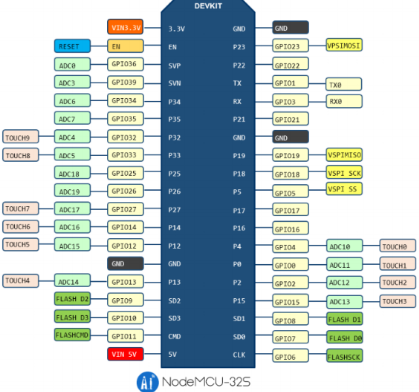 DEVKIT
VIN3.3V 3.3V GND GND
RESET EN EN P23 GPIO23 VPSIMOSI
ADC0 GPIO36 SVP P22 GPIO22
ADC3 GPIO39 SVN TX GPIO1 TX0
ADC6 GPIO34 P34 RX GPIO3 RX0
ADC7 GPIO35 P35 P21 GPIO21
TOUCH9 ADC4 GPIO32 P32 GND GND
TOUCH8 ADC5 GPIO33 P33 P19 GPIO19 VSPIMISO
ADC18 GPIO25 P25 P18 GPIO18 VSPI SCK
ADC19 GPIO26 P26 P5 GPIO5 VSPI SS
TOUCH7 ADC17 GPIO27 P27 P17 GPIO17
TOUCH6 ADC16 GPIO14 P14 P16 GPIO16
TOUCH5 ADC15 GPIO12 P12 P4 GPIO4 ADC10 TOUCH0
GND GND P0 GPIO0 ADC11 TOUCH1
TOUCH4 ADC14 GPIO13 P13 P2 GPIO2 ADC12 TOUCH2
FLASH D2 GPIO9 SD2 P15 GPIO15 ADC13 TOUCH3
FLASH D3 GPIO10 SD3 SD1 GPIO8 FLASH D1
FLASHCMD GPIO11 CMD SD0 GPIO7 FLASH D0
VIN 5V 5V CLK GPIO6 FLASHSCK
Ai NodeMCU-32S